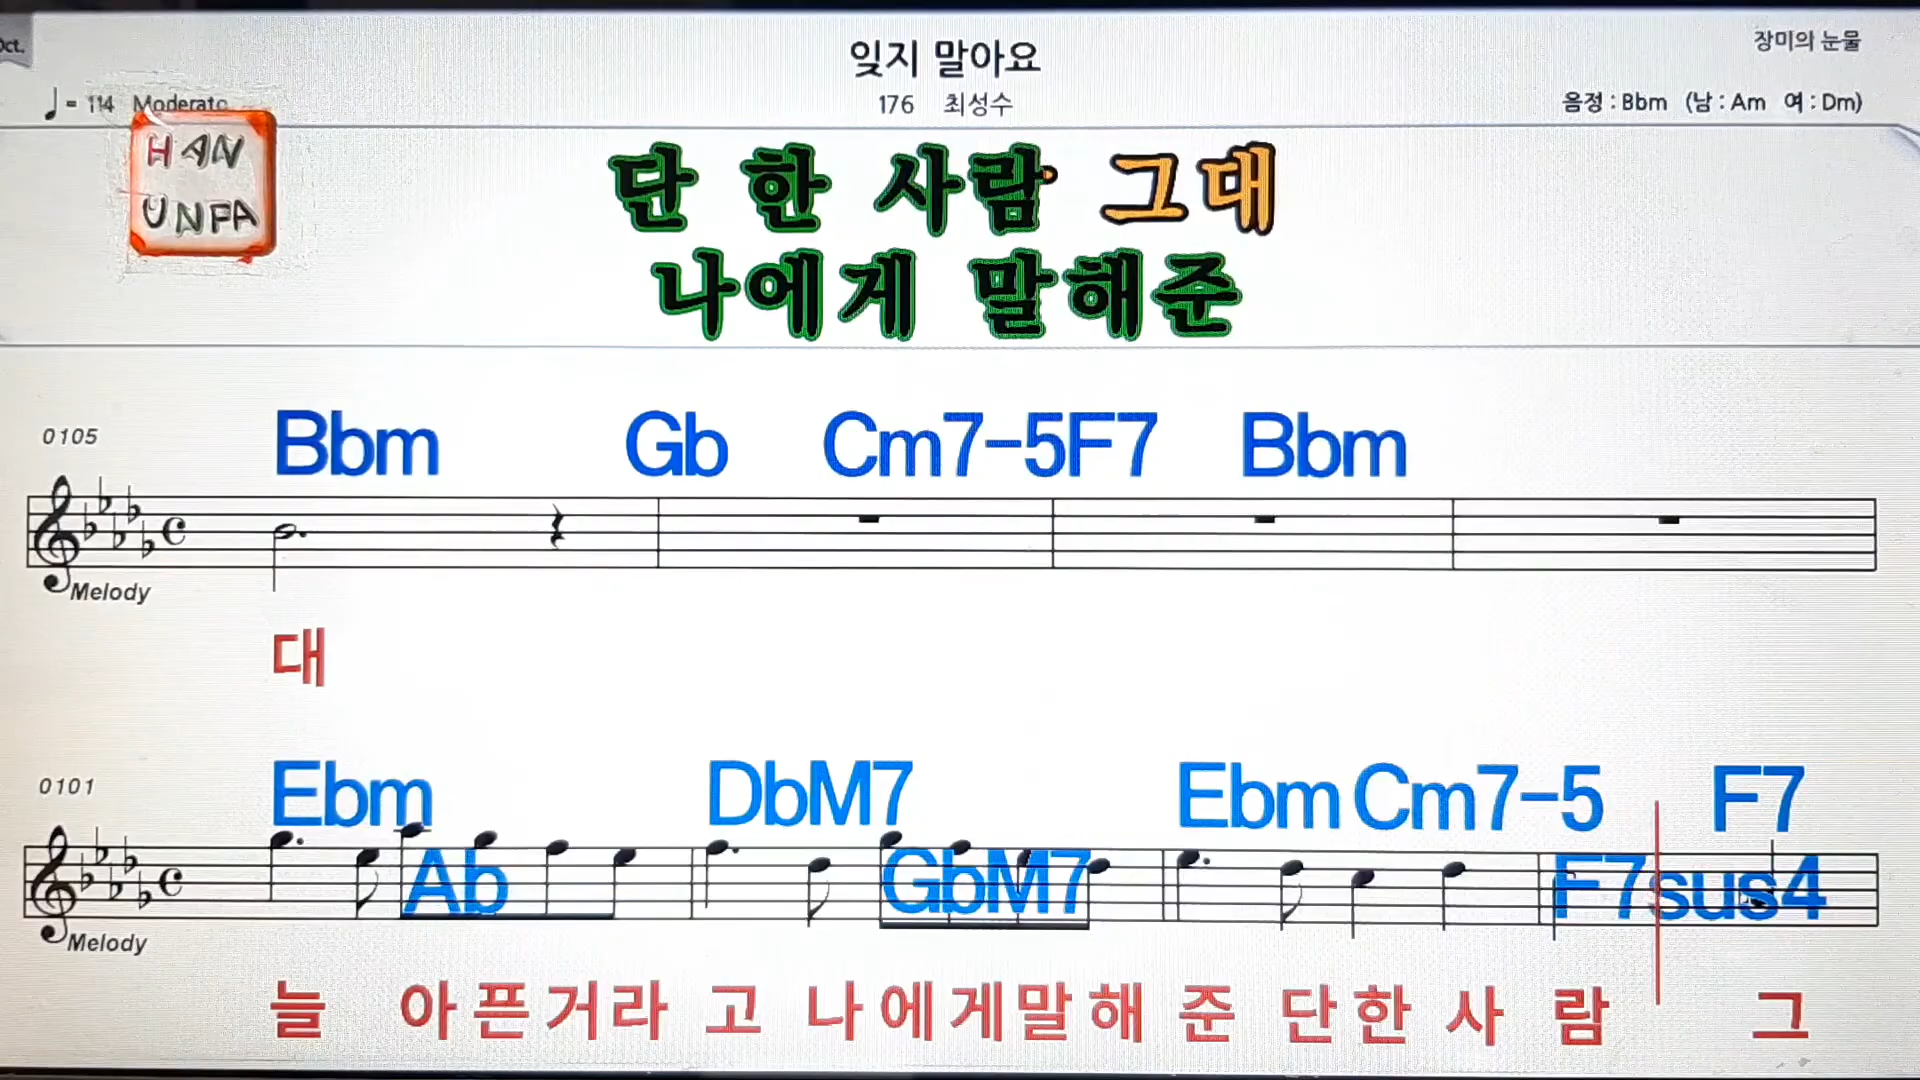 Oct.
잊지 말아요
장미의 눈물
♩= 114 Moderato
176 최성수
음정 : Bbm (남 : Am 여 : Dm)
HAN
UNFA
단 한 사람 그대
나에게 말해준
0105
Bbm Gb Cm7-5F7 Bbm
Melody
대
0101
Ebm DbM7 Ebm Cm7-5 F7
Ab GbM7 F7sus4
Melody
늘 아픈거라 고 나에게말해 준 단한 사 람 그